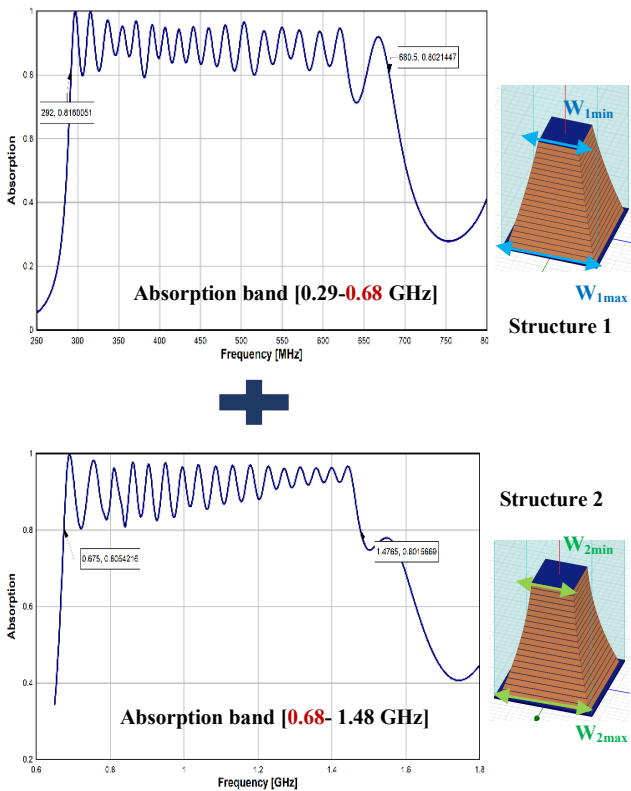 1
0.8
0.6
0.4
0.2
0
Absorption
292, 0.8160051
680.5, 0.8021447
Absorption band [0.29-0.68 GHz]
250 300 350 400 450 500 550 600 650 700 750 80
Frequency [MHz]
W1min
W1max
Structure 1
1
0.8
0.6
0.4
0.2
Absorption
0.675, 0.8054216
1.4765, 0.8015669
Absorption band [0.68- 1.48 GHz]
0.6 0.8 1 1.2 1.4 1.6 1.8
Frequency [GHz]
Structure 2
W2min
W2max